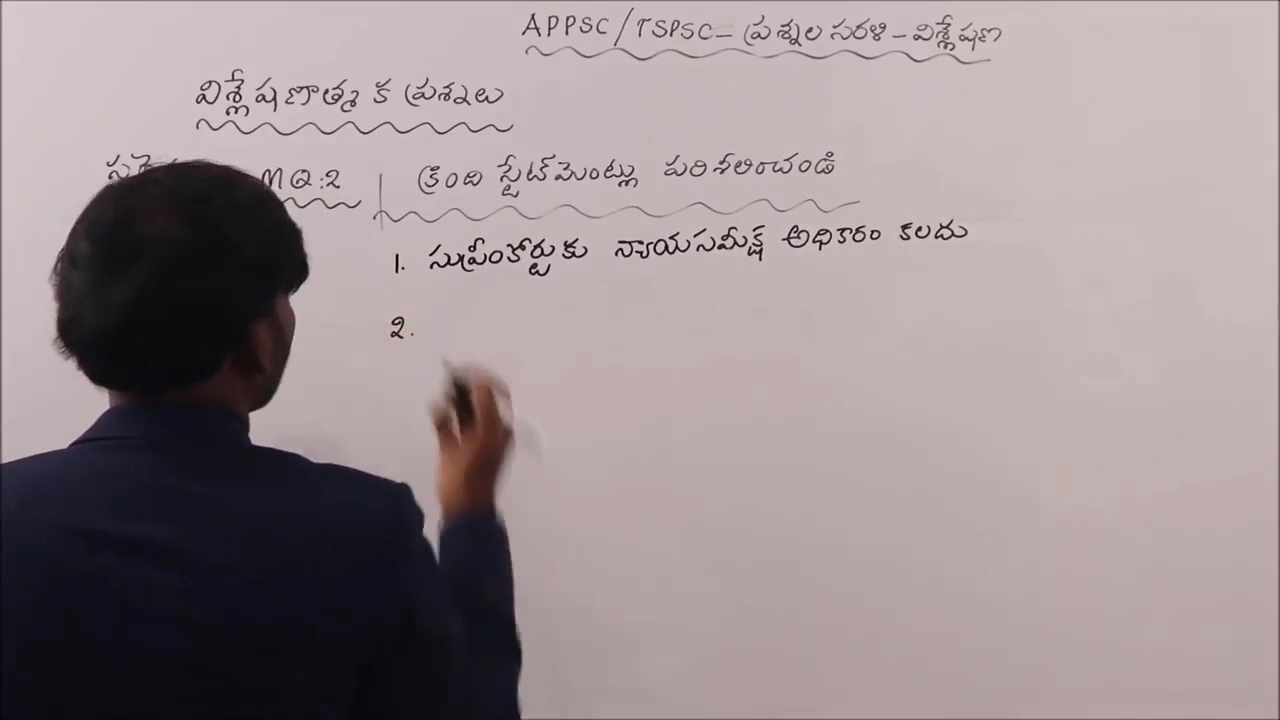 APPSC/TSPSC - ప్రశ్నల సరళి - విశ్లేషణ
విశ్లేషణాత్మక ప్రశ్నలు
MQ:2 | క్రింది స్టేట్‌మెంట్లు పరిశీలించండి
1. సుప్రీంకోర్టుకు న్యాయసమీక్ష అధికారం కలదు
2.